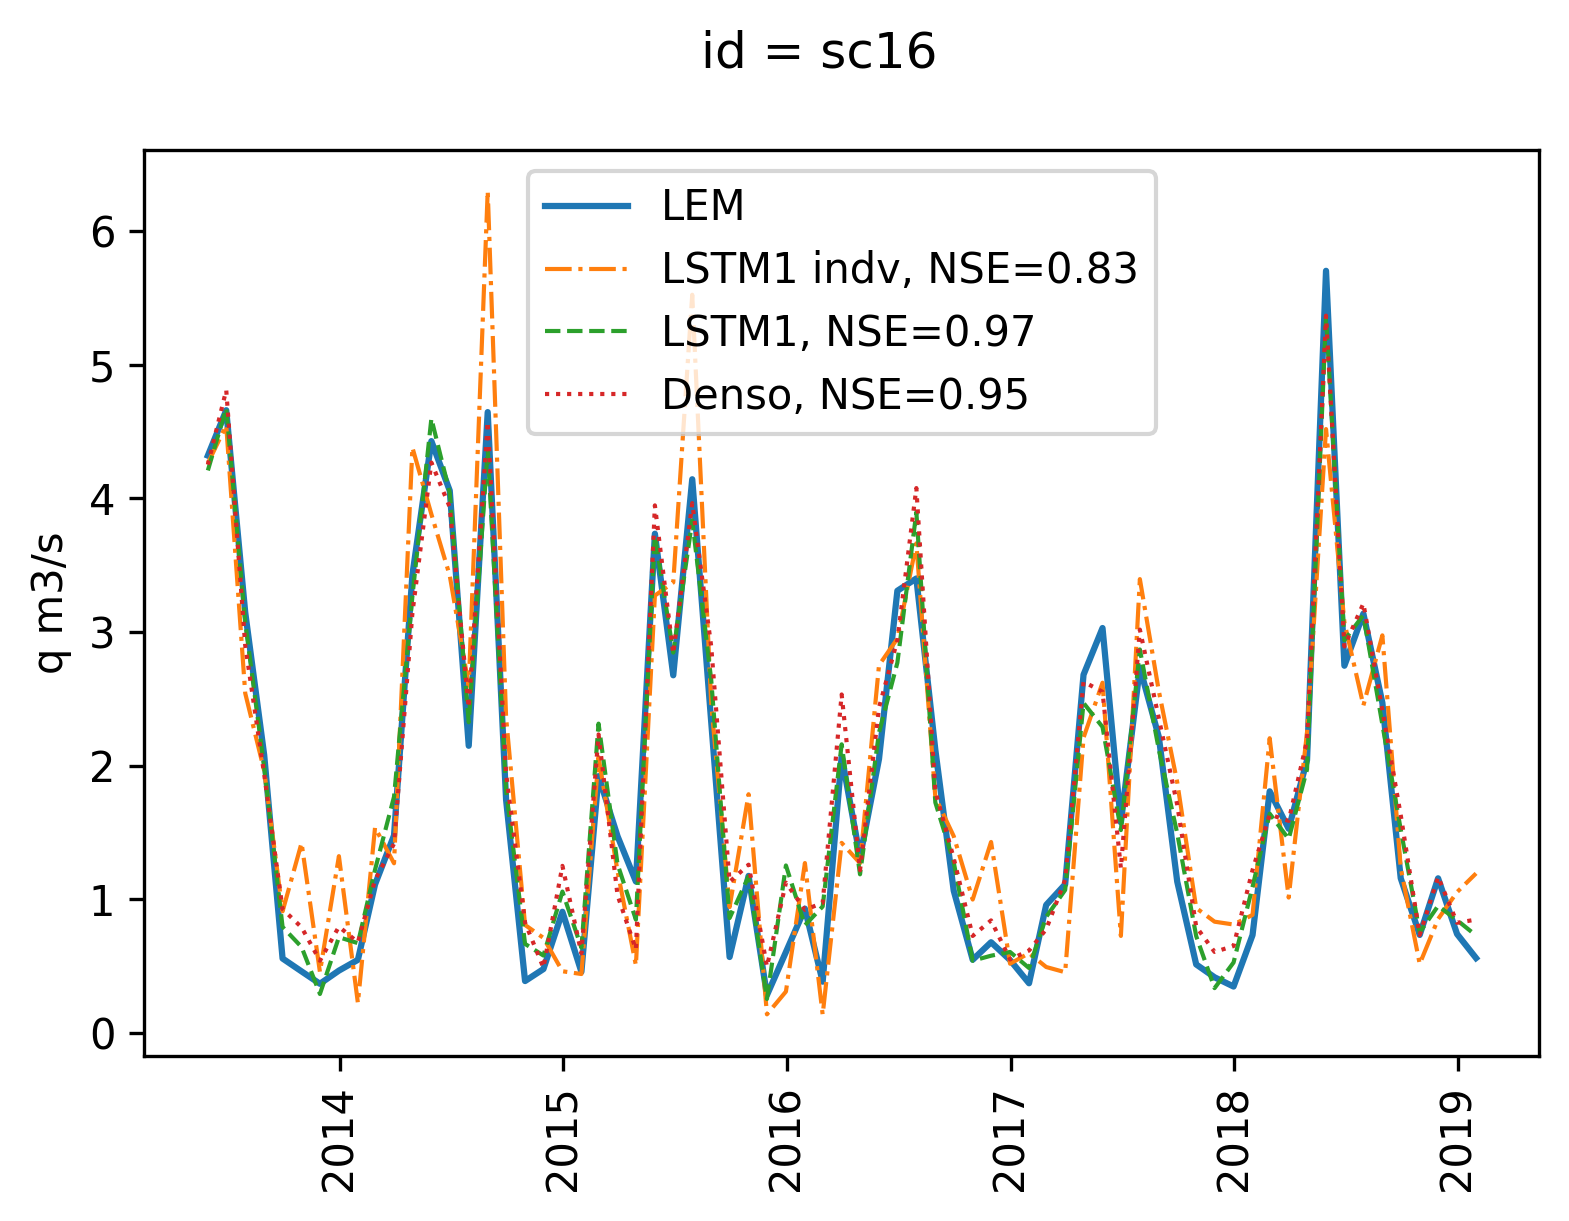 id = sc16
LEM
LSTM1 indv, NSE=0.83
LSTM1, NSE=0.97
Denso, NSE=0.95
q m3/s
6
5
4
3
2
1
0
2014
2015
2016
2017
2018
2019